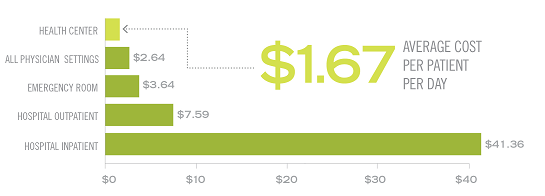 HEALTH CENTER
$1.67
AVERAGE COST
PER PATIENT
PER DAY
ALL PHYSICIAN SETTINGS
$2.64
EMERGENCY ROOM
$3.64
HOSPITAL OUTPATIENT
$7.59
HOSPITAL INPATIENT
$41.36
$0
$10
$20
$30
$40